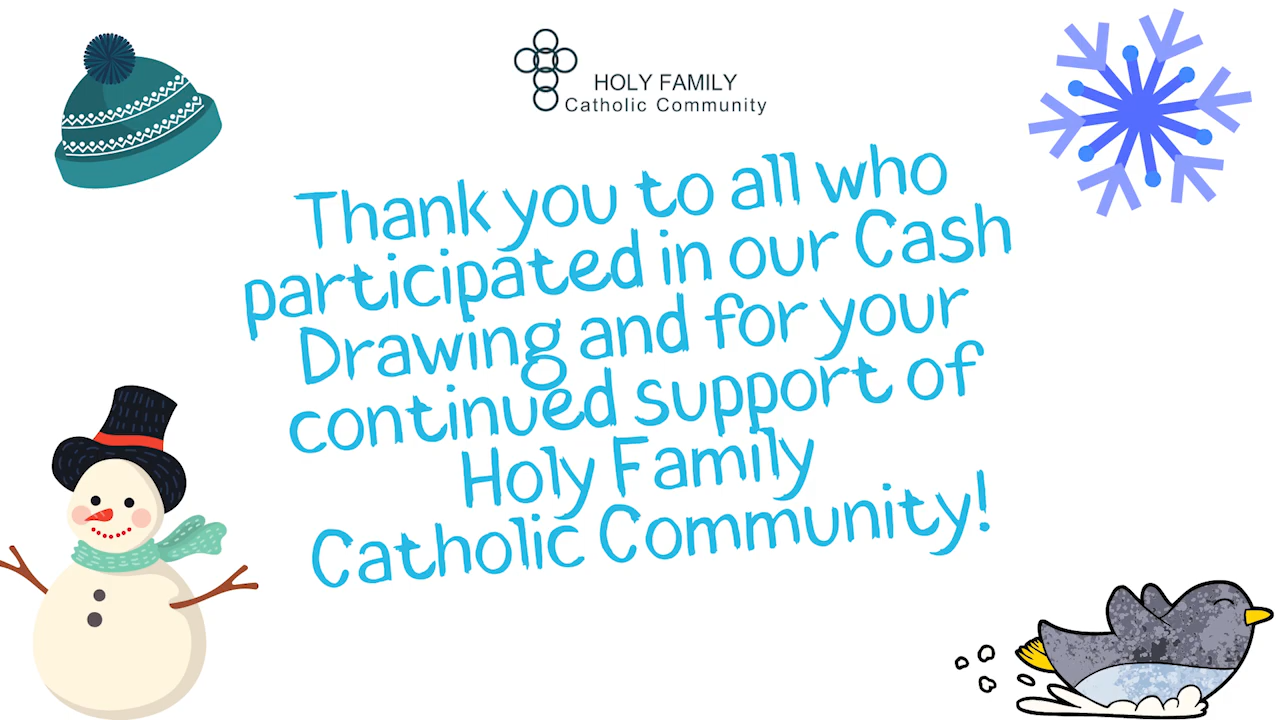 HOLY FAMILY
Catholic Community
Thank you to all who
participated in our Cash
Drawing and for your
continued support of
Holy Family
Catholic Community!